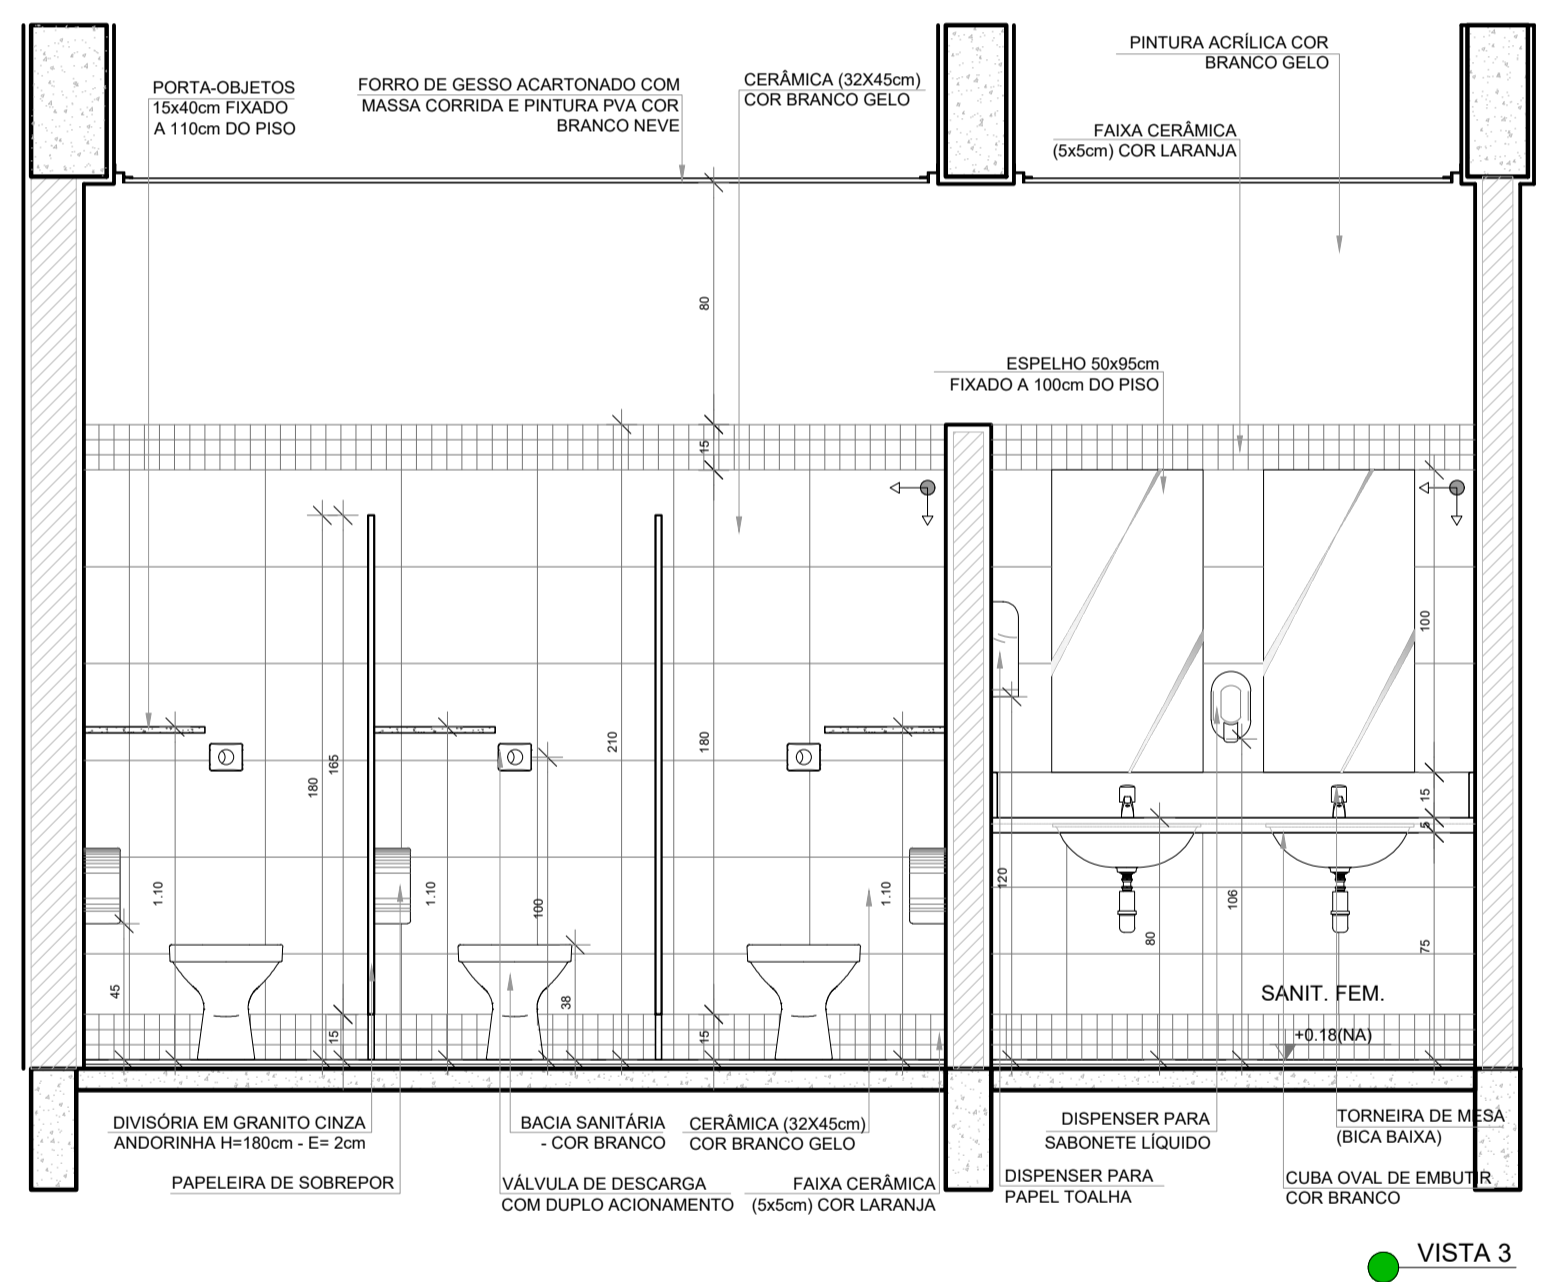 PINTURA ACRÍLICA COR
BRANCO GELO
PORTA-OBJETOS
15x40cm FIXADO
A 110cm DO PISO
FORRO DE GESSO ACARTONADO COM
MASSA CORRIDA E PINTURA PVA COR
BRANCO NEVE
CERÂMICA (32X45cm)
COR BRANCO GELO
FAIXA CERÂMICA
(5x5cm) COR LARANJA
80
ESPELHO 50x95cm
FIXADO A 100cm DO PISO
15
100
180
165
210
180
15
5
1.10
1.10
100
1.10
120
106
80
75
45
38
SANIT. FEM.
15
15
+0.18(NA)
DIVISÓRIA EM GRANITO CINZA
ANDORINHA H=180cm - E= 2cm
BACIA SANITÁRIA
- COR BRANCO
CERÂMICA (32X45cm)
COR BRANCO GELO
DISPENSER PARA
SABONETE LÍQUIDO
TORNEIRA DE MESA
(BICA BAIXA)
PAPELEIRA DE SOBREPOR
VÁLVULA DE DESCARGA
COM DUPLO ACIONAMENTO
FAIXA CERÂMICA
(5x5cm) COR LARANJA
DISPENSER PARA
PAPEL TOALHA
CUBA OVAL DE EMBUTIR
COR BRANCO
VISTA 3